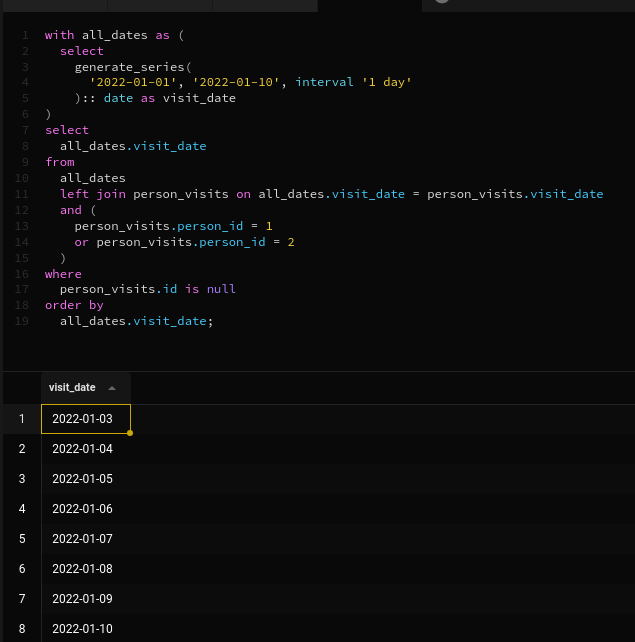 1 with all_dates as (
2 select
3 generate_series(
4 '2022-01-01', '2022-01-10', interval '1 day'
5 ):: date as visit_date
6 )
7 select
8 all_dates.visit_date
9 from
10 all_dates
11 left join person_visits on all_dates.visit_date = person_visits.visit_date
12 and (
13 person_visits.person_id = 1
14 or person_visits.person_id = 2
15 )
16 where
17 person_visits.id is null
18 order by
19 all_dates.visit_date;
visit_date
1 2022-01-03
2 2022-01-04
3 2022-01-05
4 2022-01-06
5 2022-01-07
6 2022-01-08
7 2022-01-09
8 2022-01-10